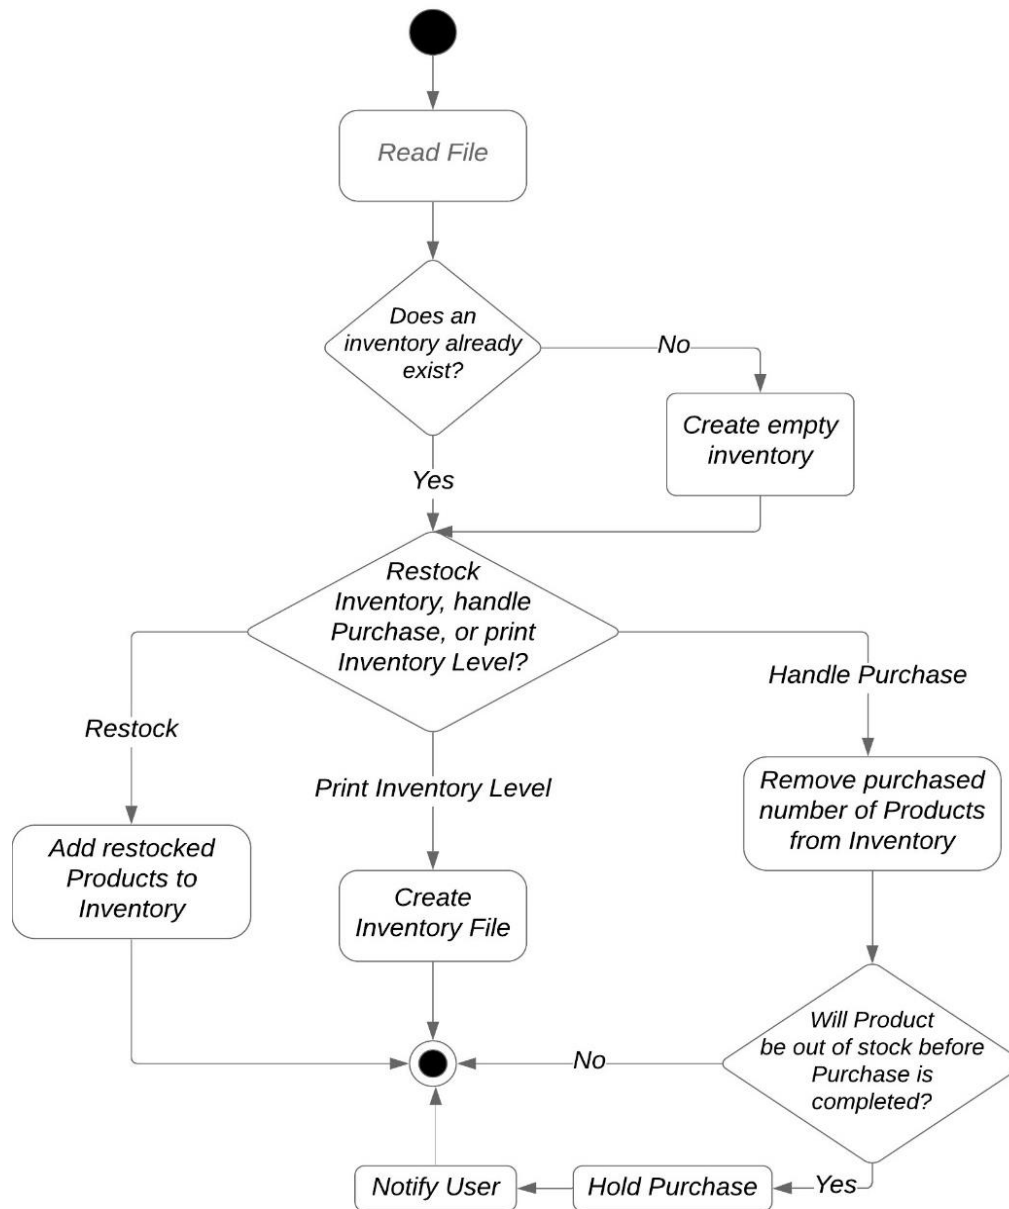 Read File
Does an
inventory already
exist?
No
Create empty
inventory
Yes
Restock
Inventory, handle
Purchase, or print
Inventory Level?
Handle Purchase
Restock
Print Inventory Level
Remove purchased
number of Products
from Inventory
Add restocked
Products to
Inventory
Create
Inventory File
Will Product
be out of stock before
Purchase is
completed?
No
Notify User
Hold Purchase
Yes